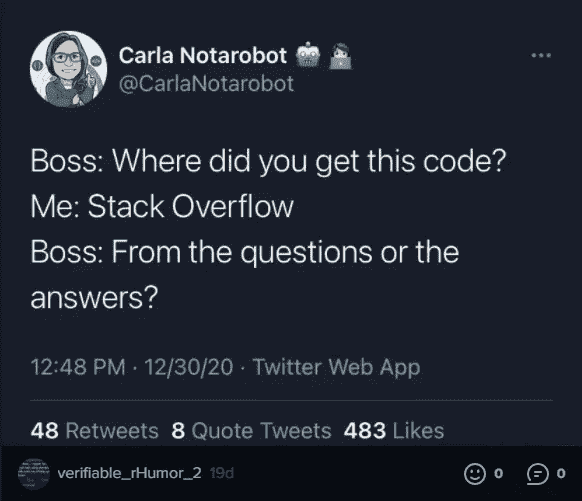 Carla Notarobot 🤖 👩🏻‍💻
@CarlaNotarobot
Boss: Where did you get this code?
Me: Stack Overflow
Boss: From the questions or the
answers?
12:48 PM · 12/30/20 · Twitter Web App
48 Retweets 8 Quote Tweets 483 Likes
verifiable_rHumor_2 19d
0 0